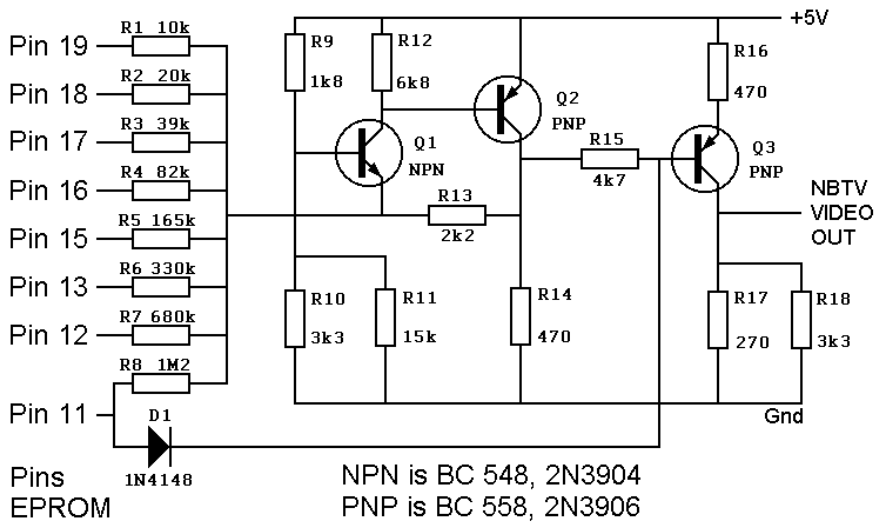 +5V
Pin 19
R1 10k
R9
1k8
R12
6k8
R16
470
Pin 18
R2 20k
Q2
PNP
Pin 17
R3 39k
Q1
NPN
R15
4k7
Q3
PNP
Pin 16
R4 82k
R13
2k2
NBTV
VIDEO
OUT
Pin 15
R5 165k
Pin 13
R6 330k
R10
3k3
R11
15k
R14
470
R17
270
R18
3k3
Pin 12
R7 680k
R8 1M2
Pin 11
D1
1N4148
Gnd
Pins
EPROM
NPN is BC 548, 2N3904
PNP is BC 558, 2N3906